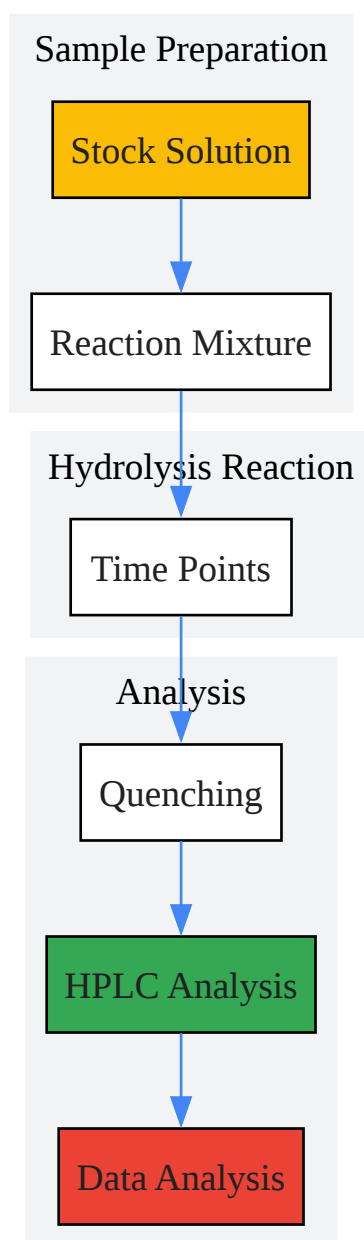 Sample Preparation
Stock Solution
Reaction Mixture
Hydrolysis Reaction
Time Points
Analysis
Quenching
HPLC Analysis
Data Analysis